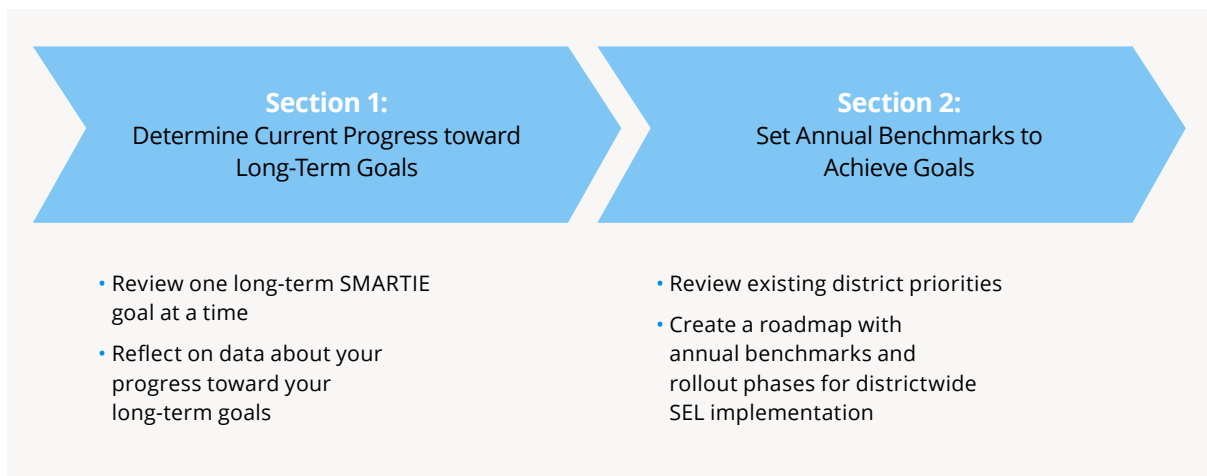 Section 1:
Determine Current Progress toward
Long-Term Goals
• Review one long-term SMARTIE
goal at a time
• Reflect on data about your
progress toward your
long-term goals
Section 2:
Set Annual Benchmarks to
Achieve Goals
• Review existing district priorities
• Create a roadmap with
annual benchmarks and
rollout phases for districtwide
SEL implementation